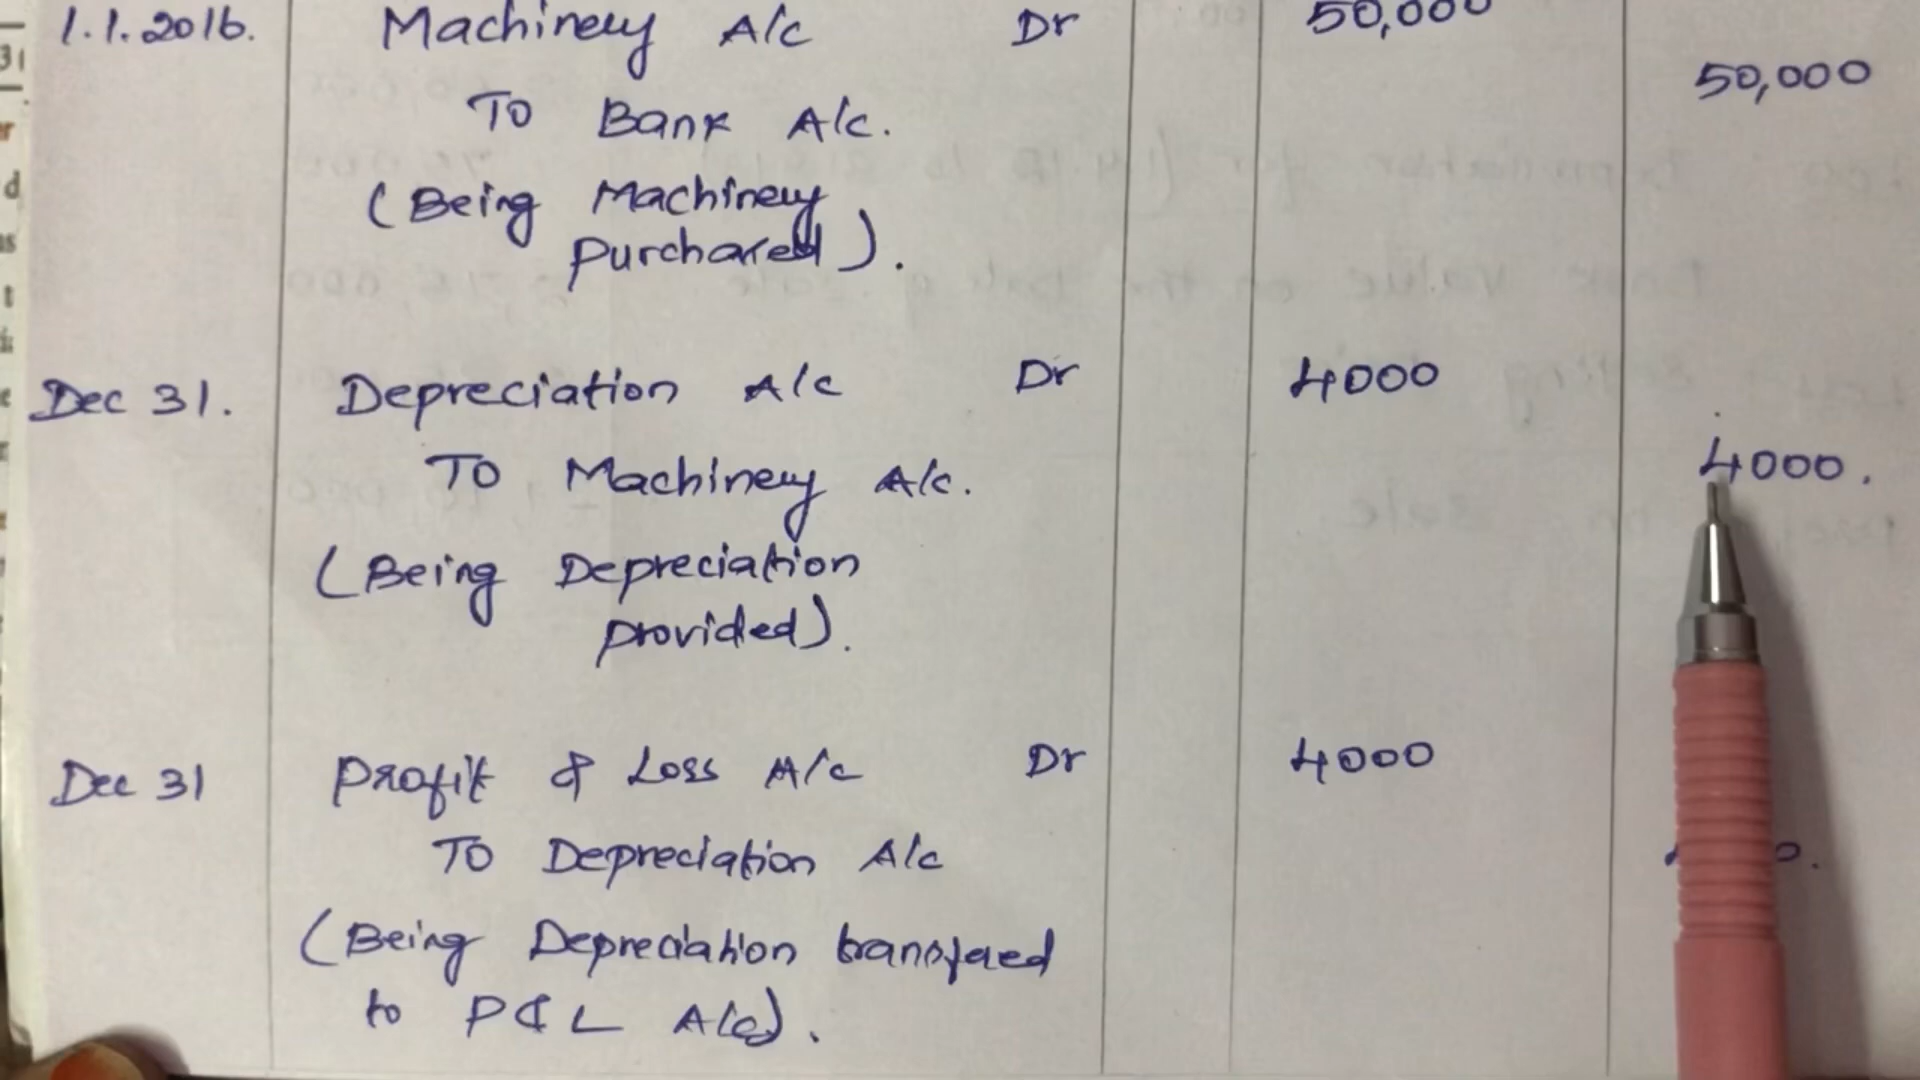 1.1.2016. Machinery A/c Dr 50,000
To Bank A/c. 50,000
(Being Machinery
purchased).
Dec 31. Depreciation A/c Dr 4000
To Machinery A/c. 4000.
(Being Depreciation
provided).
Dec 31 Profit & Loss A/c Dr 4000
To Depreciation A/c
(Being Depreciation transfered
to P & L A/c).